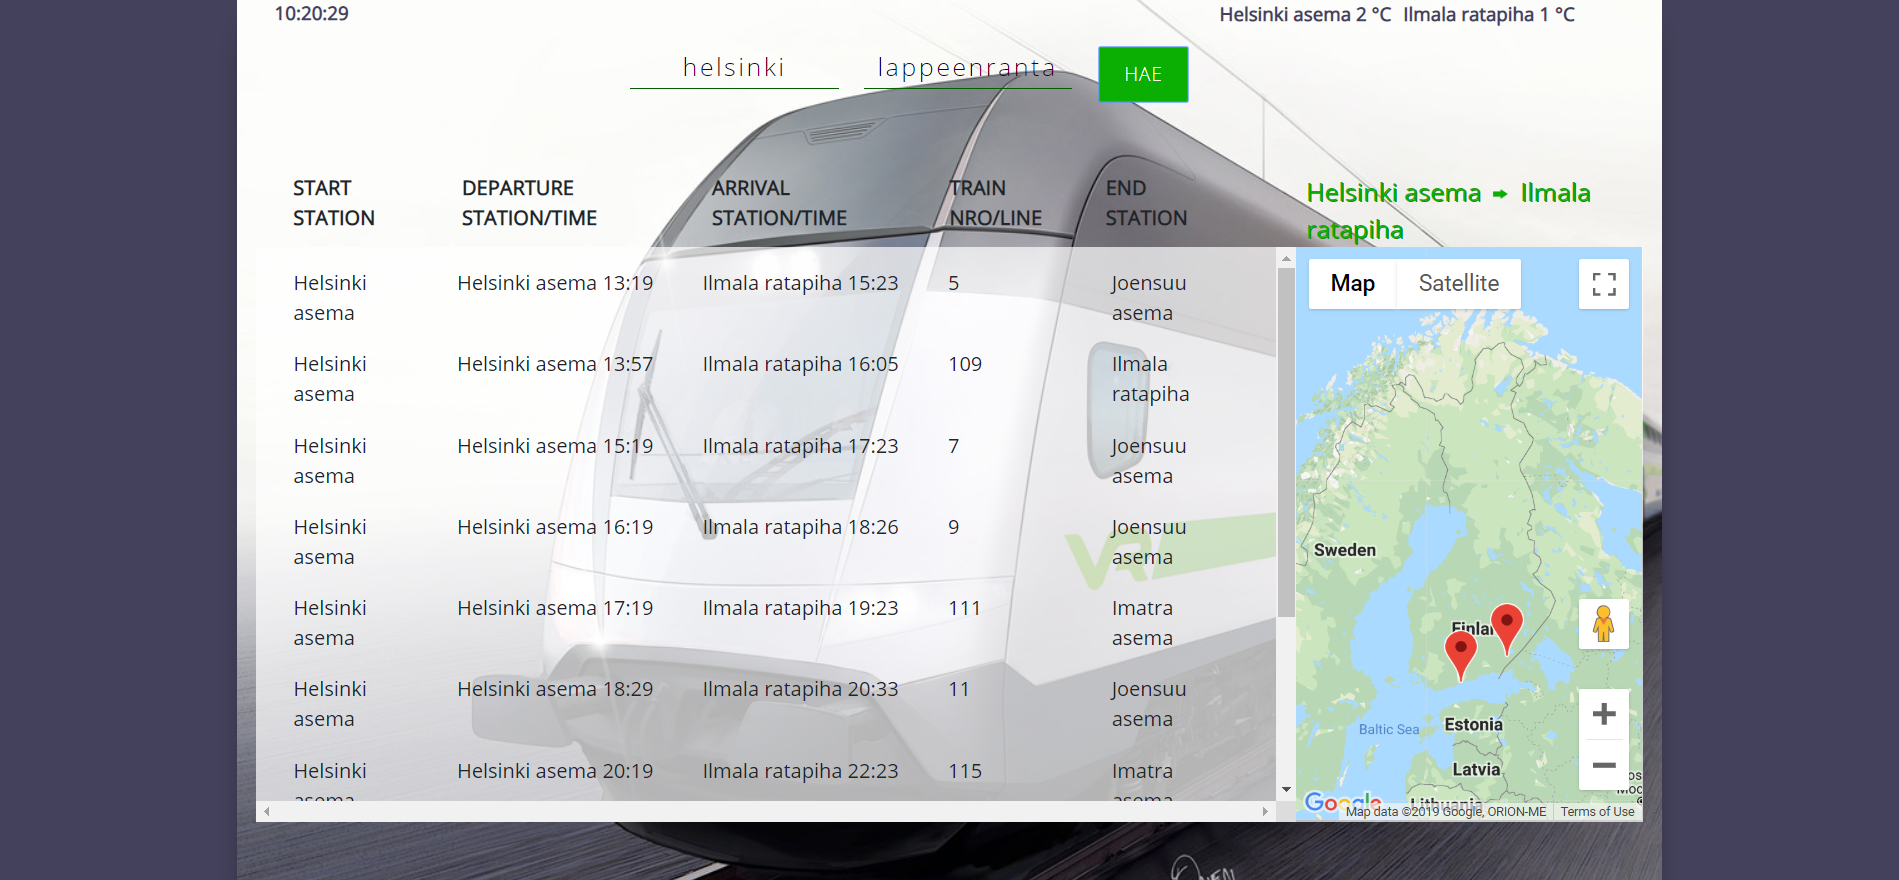 10:20:29
Helsinki asema 2 °C Ilmala ratapiha 1 °C
helsinki lappeenranta HAE
START DEPARTURE ARRIVAL TRAIN END
STATION STATION/TIME STATION/TIME NRO/LINE STATION
Helsinki asema ➡ Ilmala
ratapiha
Helsinki Helsinki asema 13:19 Ilmala ratapiha 15:23 5 Joensuu
asema asema
Helsinki Helsinki asema 13:57 Ilmala ratapiha 16:05 109 Ilmala
asema ratapiha
Helsinki Helsinki asema 15:19 Ilmala ratapiha 17:23 7 Joensuu
asema asema
Helsinki Helsinki asema 16:19 Ilmala ratapiha 18:26 9 Joensuu
asema asema
Helsinki Helsinki asema 17:19 Ilmala ratapiha 19:23 111 Imatra
asema asema
Helsinki Helsinki asema 18:29 Ilmala ratapiha 20:33 11 Joensuu
asema asema
Helsinki Helsinki asema 20:19 Ilmala ratapiha 22:23 115 Imatra
asema asema
VR
Map Satellite
Sweden
Finlan
Baltic Sea
Estonia
Latvia
Lithuania
Google
Map data ©2019 Google, ORION-ME Terms of Use